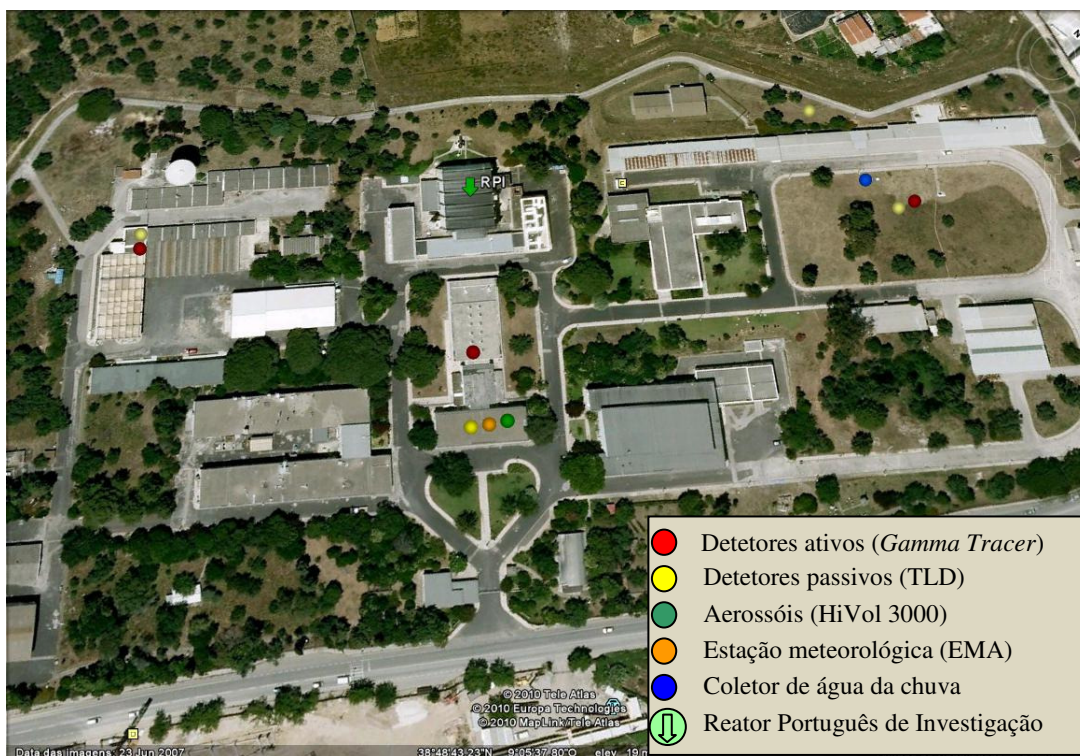 RPI
Detetores ativos (Gamma Tracer)
Detetores passivos (TLD)
Aerossóis (HiVol 3000)
Estação meteorológica (EMA)
Coletor de água da chuva
Reator Português de Investigação
© 2010 Tele Atlas
© 2010 Europa Technologies
© 2010 MapLink/Tele Atlas
Data das imagens: 23 Jun 2007 38°48'43.23"N 9°05'37.80"O elev 19 m